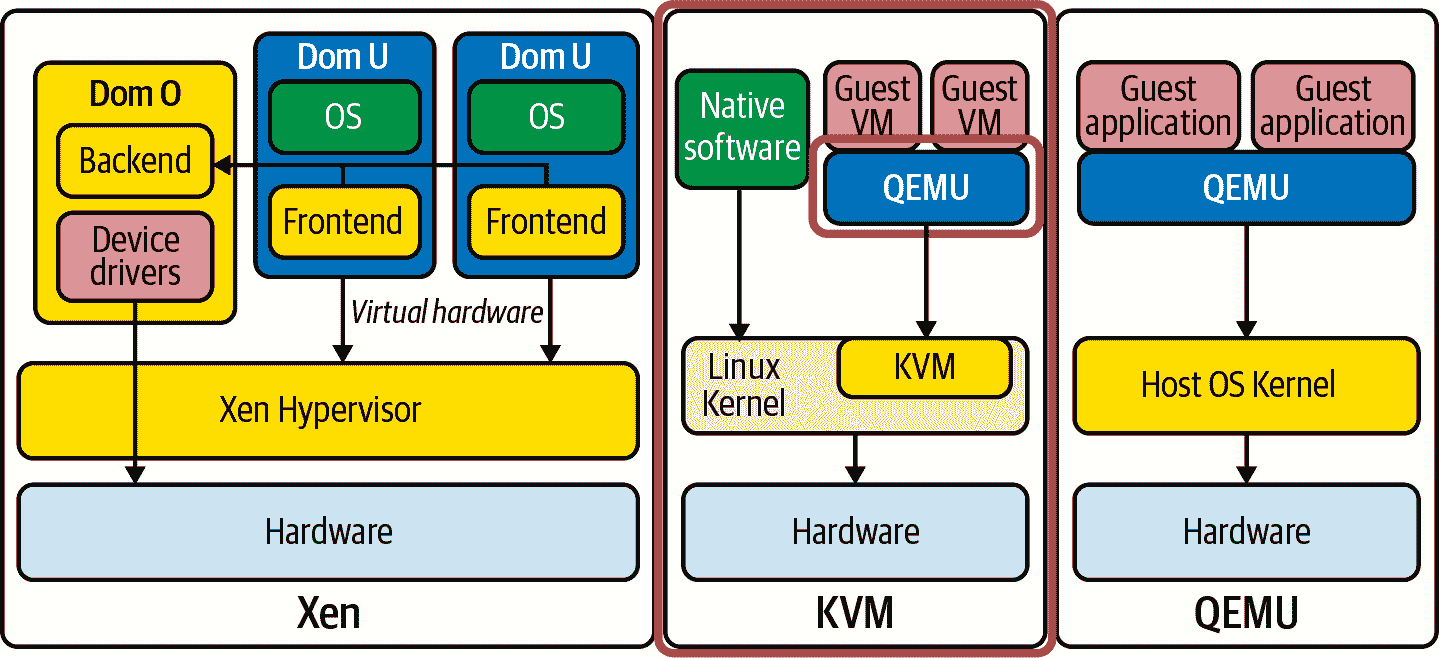 Dom O
Backend
Device
drivers
Dom U
OS
Frontend
Dom U
OS
Frontend
Virtual hardware
Xen Hypervisor
Hardware
Xen
Native
software
Guest
VM
Guest
VM
QEMU
Linux
Kernel
KVM
Hardware
KVM
Guest
application
Guest
application
QEMU
Host OS Kernel
Hardware
QEMU